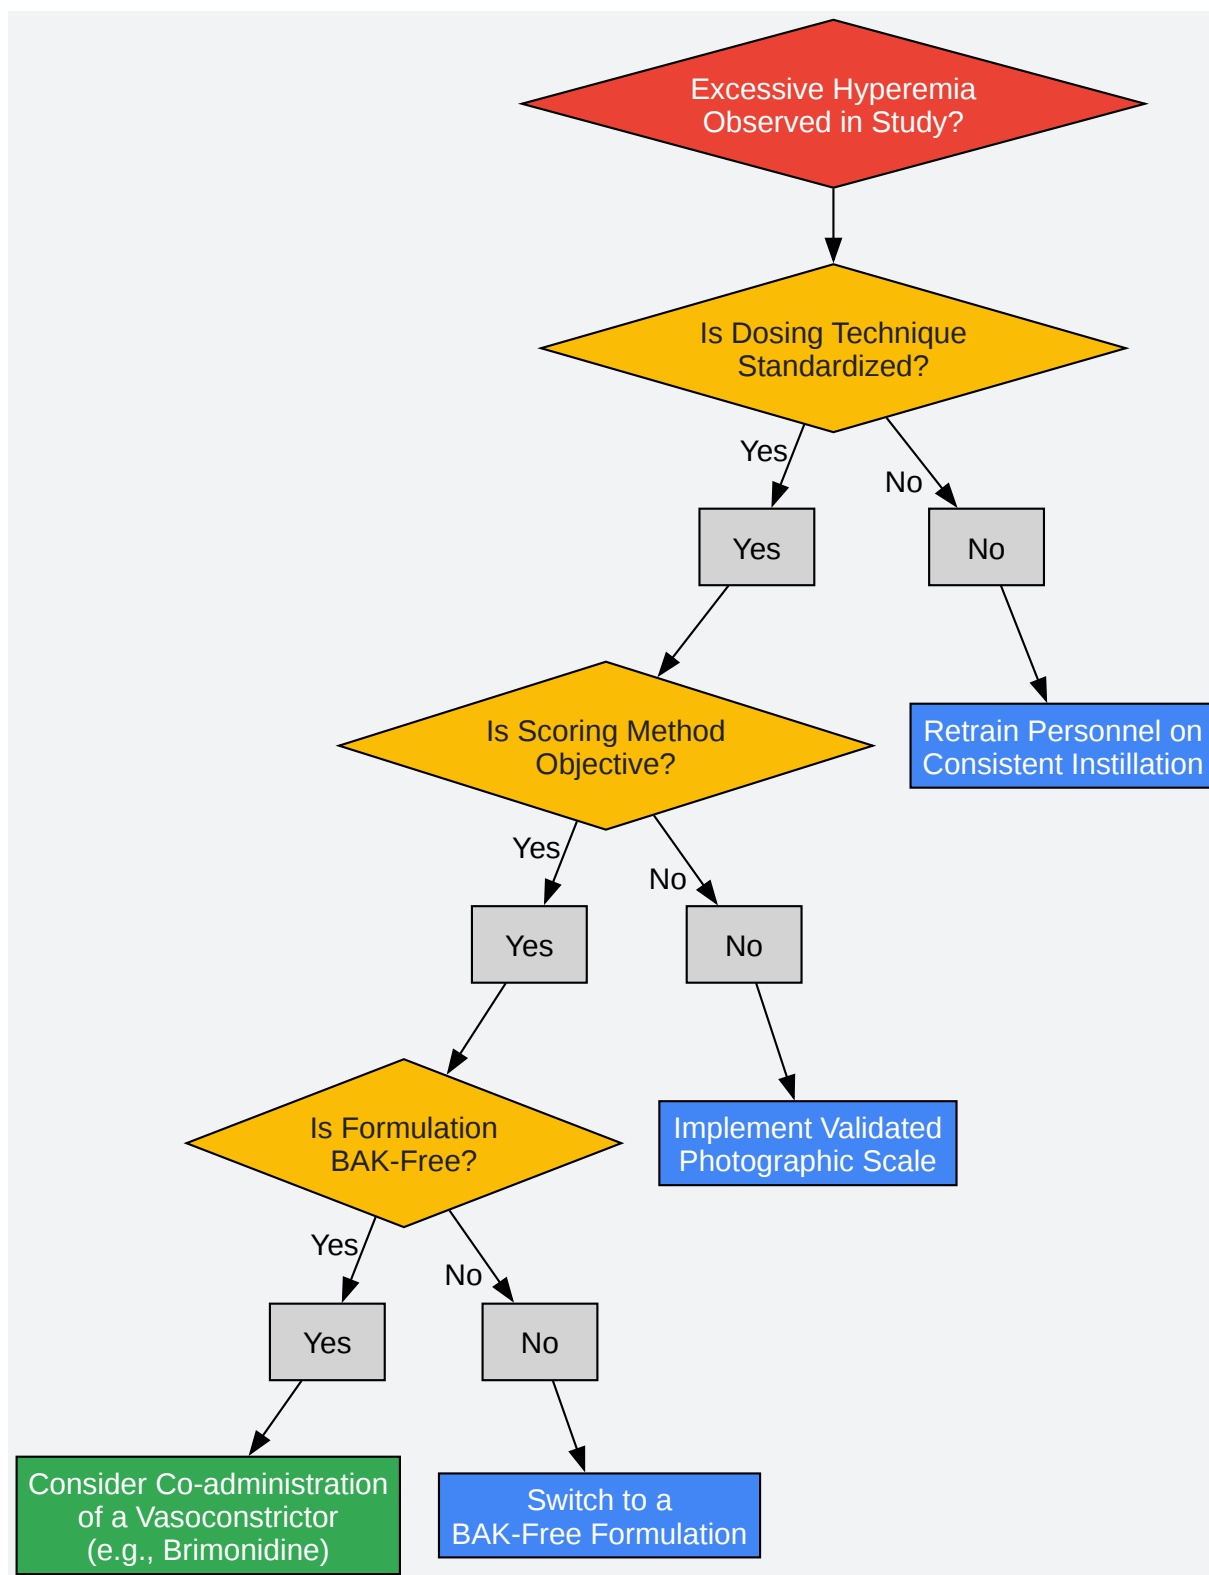 Excessive Hyperemia
Observed in Study?
Is Dosing Technique
Standardized?
Yes
No
Yes
No
Is Scoring Method
Objective?
Retrain Personnel on
Consistent Instillation
Yes
No
Yes
No
Is Formulation
BAK-Free?
Implement Validated
Photographic Scale
Yes
No
Yes
No
Consider Co-administration
of a Vasoconstrictor
(e.g., Brimonidine)
Switch to a
BAK-Free Formulation